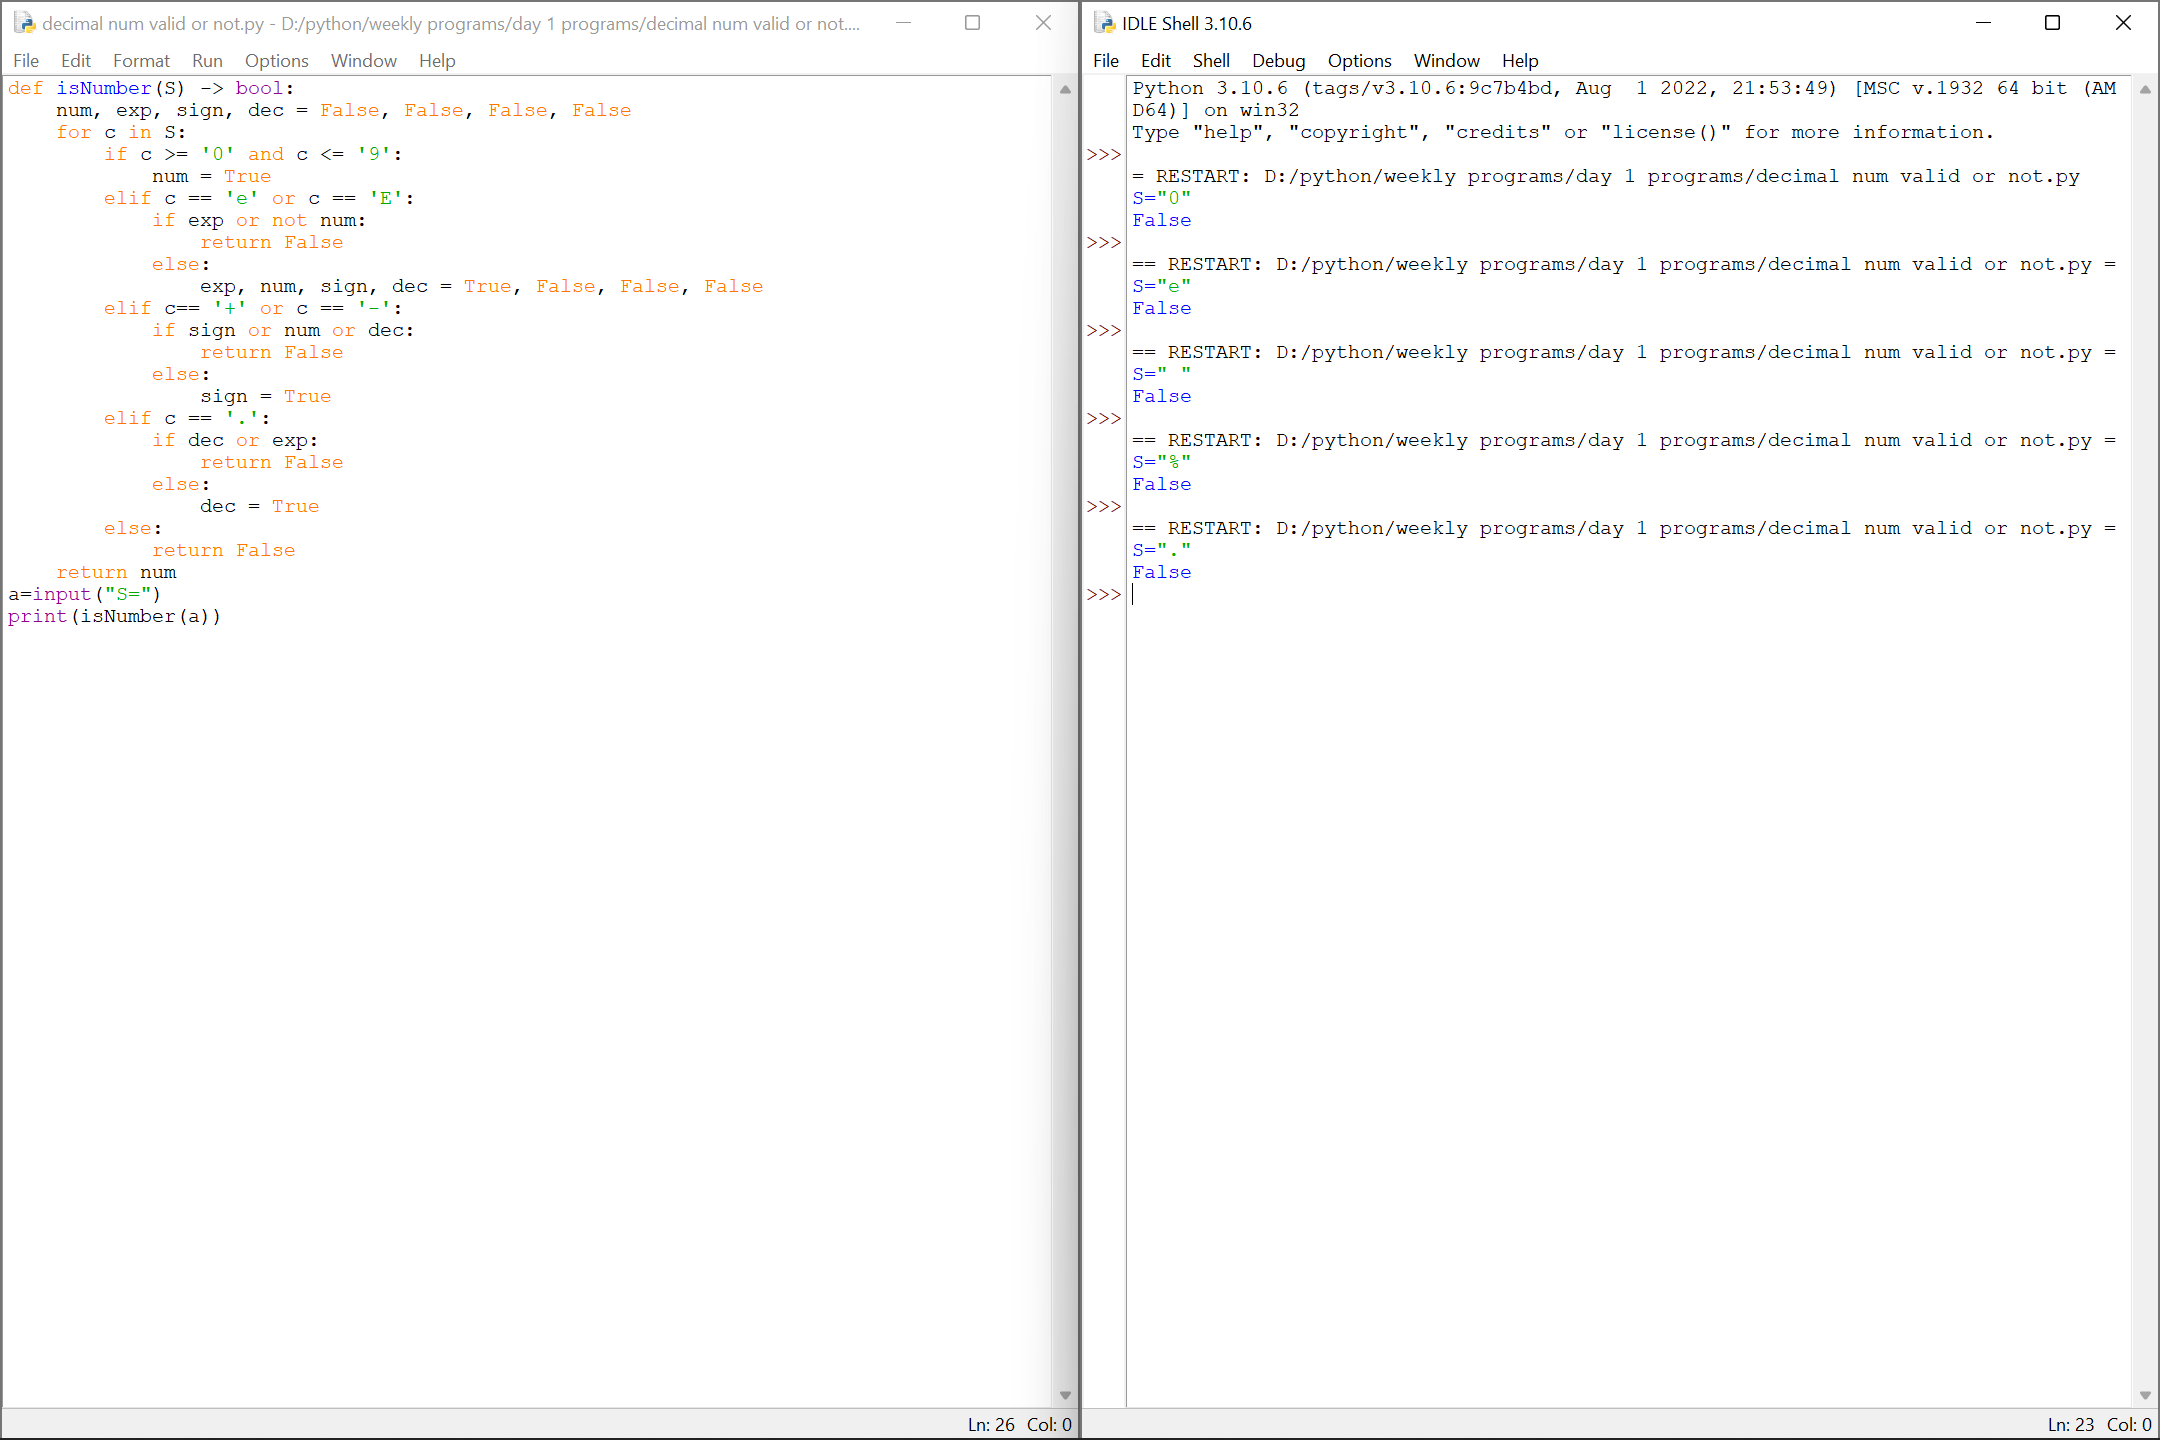 decimal num valid or not.py - D:/python/weekly programs/day 1 programs/decimal num valid or not....
File Edit Format Run Options Window Help
def isNumber(S) -> bool:
    num, exp, sign, dec = False, False, False, False
    for c in S:
        if c >= '0' and c <= '9':
            num = True
        elif c == 'e' or c == 'E':
            if exp or not num:
                return False
            else:
                exp, num, sign, dec = True, False, False, False
        elif c== '+' or c == '-':
            if sign or num or dec:
                return False
            else:
                sign = True
        elif c == '.':
            if dec or exp:
                return False
            else:
                dec = True
        else:
            return False
    return num
a=input("S=")
print(isNumber(a))
Ln: 26 Col: 0
IDLE Shell 3.10.6
File Edit Shell Debug Options Window Help
Python 3.10.6 (tags/v3.10.6:9c7b4bd, Aug  1 2022, 21:53:49) [MSC v.1932 64 bit (AM
D64)] on win32
Type "help", "copyright", "credits" or "license()" for more information.
>>>
= RESTART: D:/python/weekly programs/day 1 programs/decimal num valid or not.py
S="0"
False
>>>
== RESTART: D:/python/weekly programs/day 1 programs/decimal num valid or not.py =
S="e"
False
>>>
== RESTART: D:/python/weekly programs/day 1 programs/decimal num valid or not.py =
S=" "
False
>>>
== RESTART: D:/python/weekly programs/day 1 programs/decimal num valid or not.py =
S="%"
False
>>>
== RESTART: D:/python/weekly programs/day 1 programs/decimal num valid or not.py =
S="."
False
>>>
Ln: 23 Col: 0